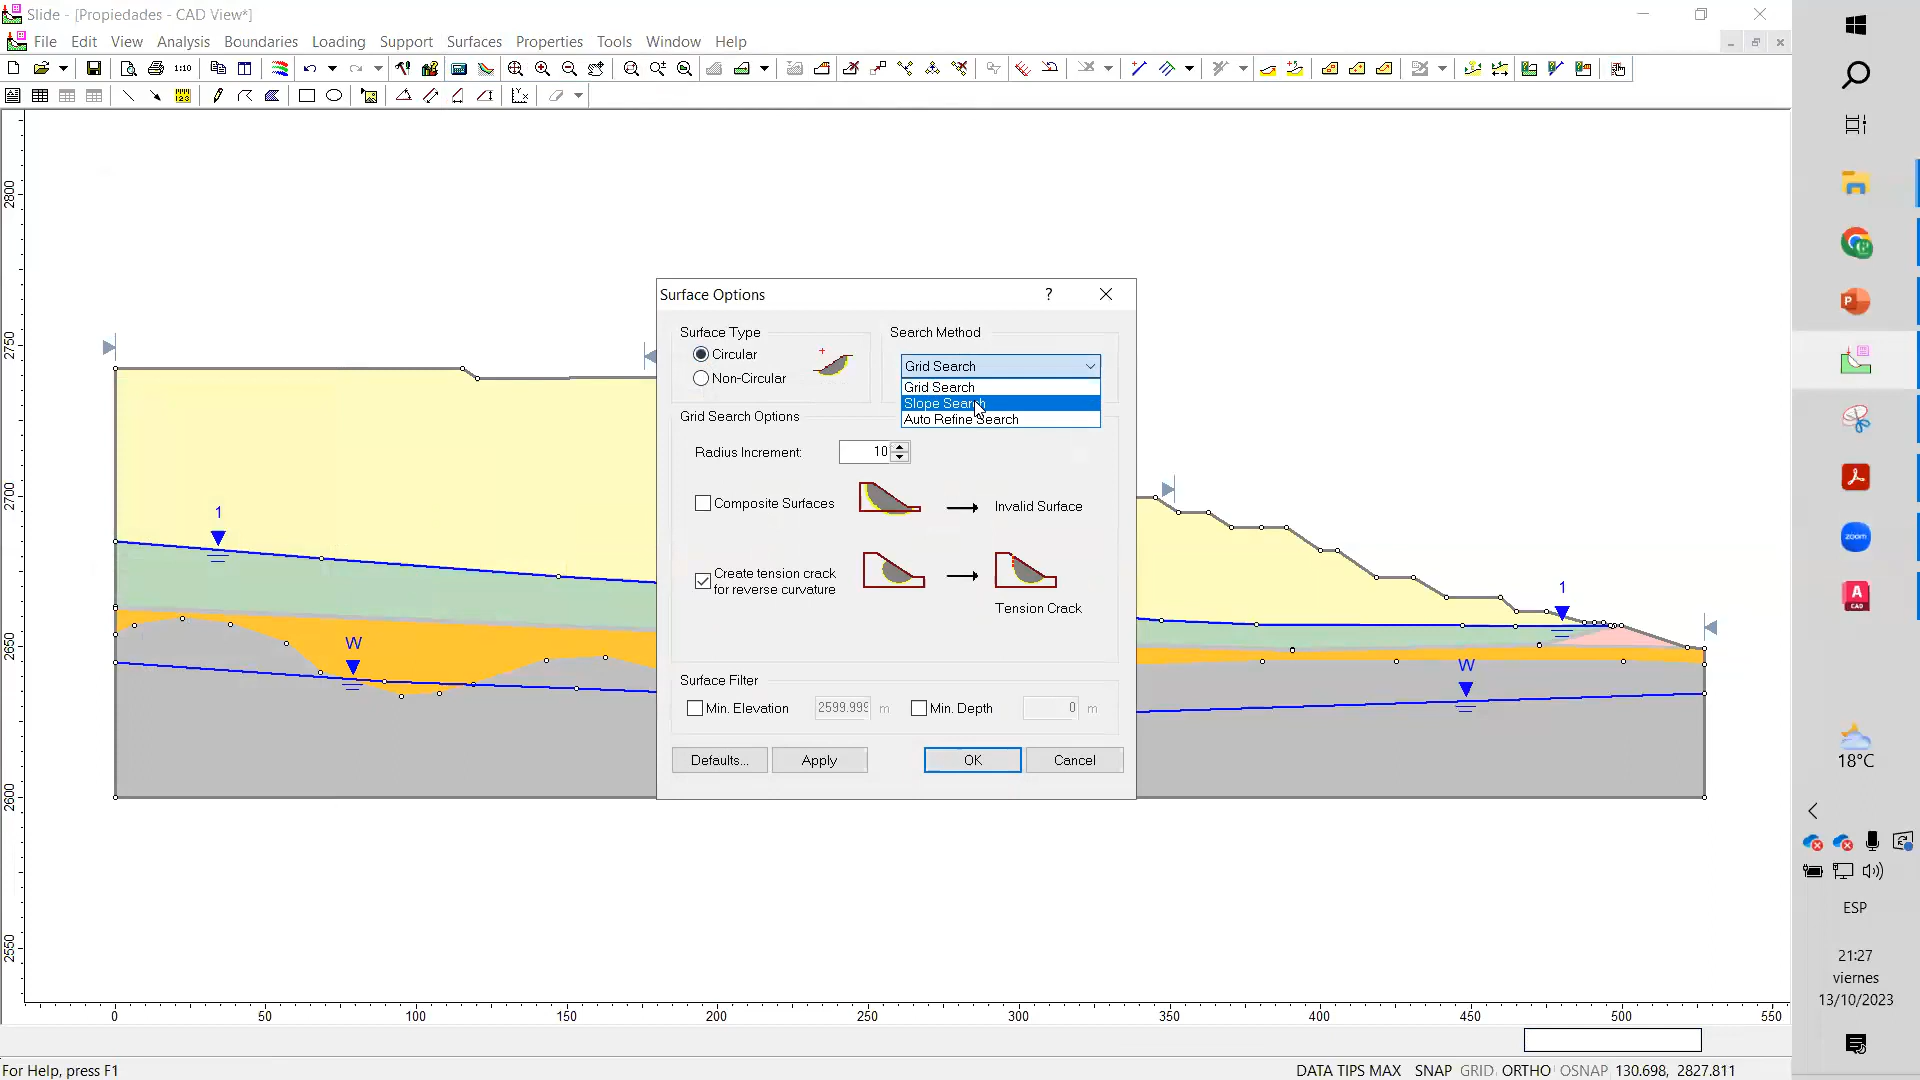 Slide - [Propiedades - CAD View*]
File Edit View Analysis Boundaries Loading Support Surfaces Properties Tools Window Help
1:10
Surface Options
Surface Type
Search Method
Circular
Non-Circular
Grid Search
Grid Search
Slope Search
Auto Refine Search
Grid Search Options
Radius Increment: 10
Composite Surfaces
Invalid Surface
Create tension crack
for reverse curvature
Tension Crack
Surface Filter
Min. Elevation 2599.999 m Min. Depth 0 m
Defaults... Apply OK Cancel
1
W
1
W
2800
2750
2700
2650
2600
2550
0 50 100 150 200 250 300 350 400 450 500 550
For Help, press F1
DATA TIPS MAX SNAP GRID ORTHO OSNAP 130.698, 2827.811
zoom
A
CAD
18°C
ESP
21:27
viernes
13/10/2023